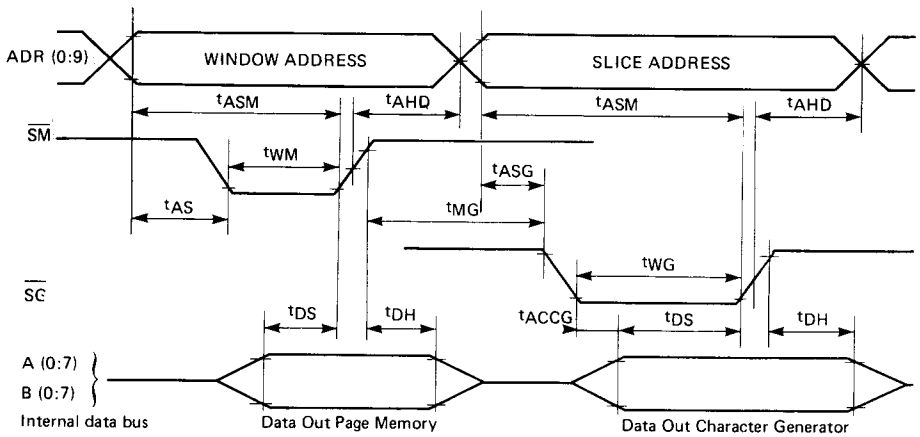 ADR (0:9)
WINDOW ADDRESS
SLICE ADDRESS
tASM
tAHD
tASM
tAHD
SM
tWM
tASG
tAS
tMG
tWG
SG
tDS
tDH
tACCG
tDS
tDH
A (0:7)
B (0:7)
Internal data bus
Data Out Page Memory
Data Out Character Generator